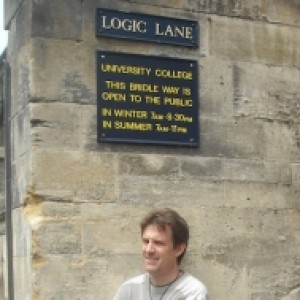 LOGIC LANE
UNIVERSITY COLLEGE
THIS BRIDLE WAY IS
OPEN TO THE PUBLIC
IN WINTER 7AM-8·30PM
IN SUMMER 7AM-11PM